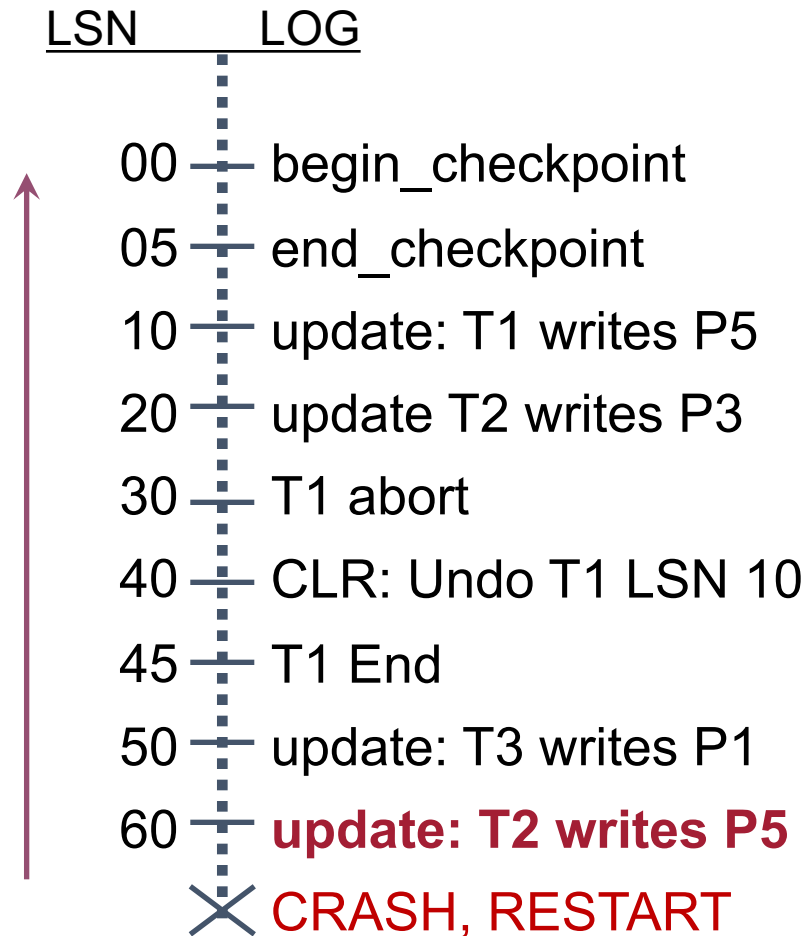 LSN LOG
00 begin_checkpoint
05 end_checkpoint
10 update: T1 writes P5
20 update T2 writes P3
30 T1 abort
40 CLR: Undo T1 LSN 10
45 T1 End
50 update: T3 writes P1
60 update: T2 writes P5
CRASH, RESTART